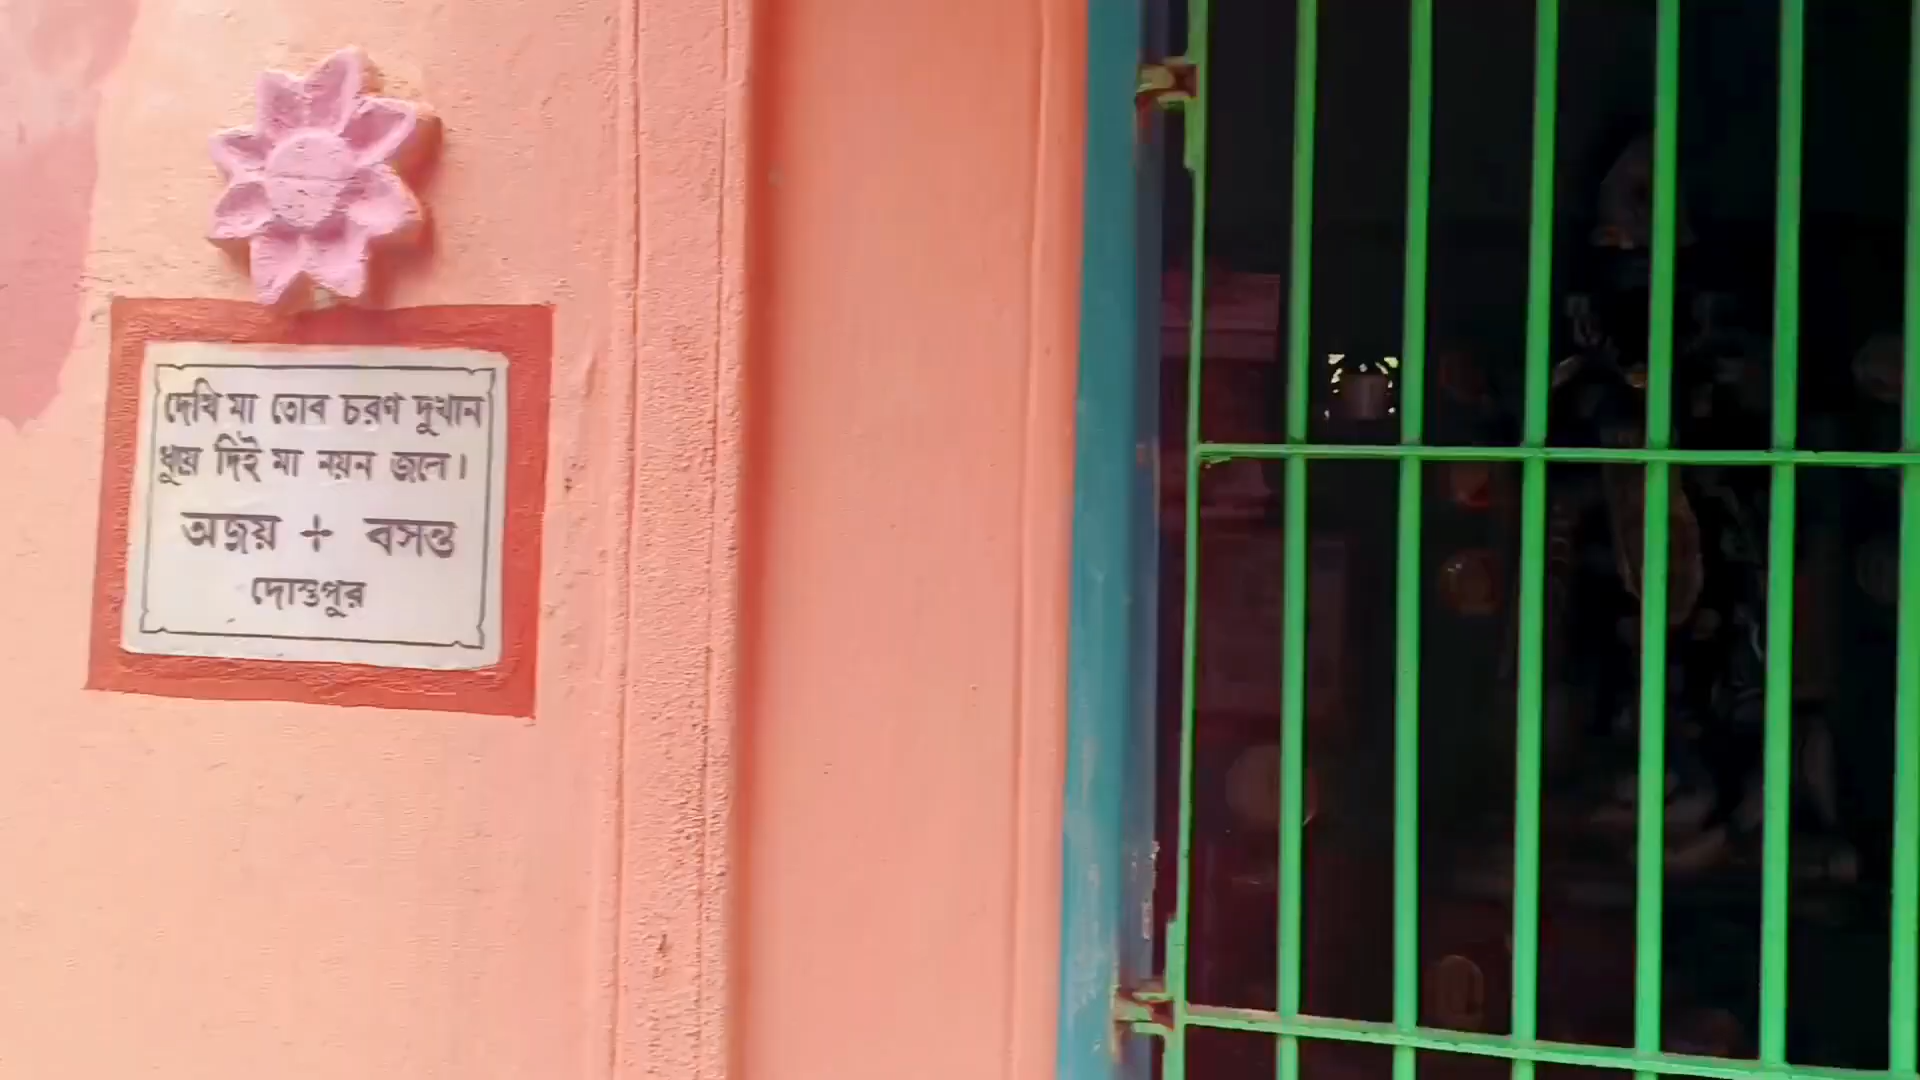 দেখি মা তোর চরণ দুখান
ধুয়ে দিই মা নয়ন জলে।
অজয় + বসন্ত
দোস্তপুর